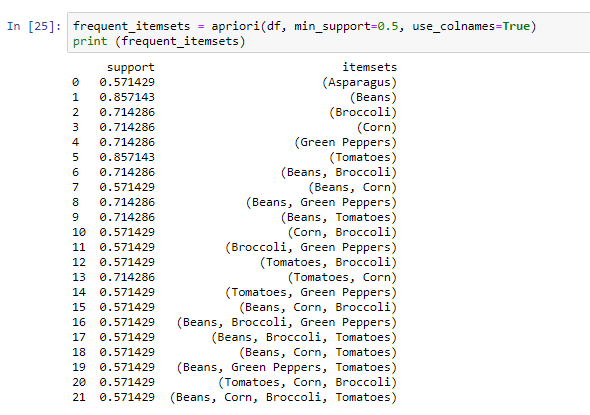 In [25]: frequent_itemsets = apriori(df, min_support=0.5, use_colnames=True)
print (frequent_itemsets)
support itemsets
0 0.571429 (Asparagus)
1 0.857143 (Beans)
2 0.714286 (Broccoli)
3 0.714286 (Corn)
4 0.714286 (Green Peppers)
5 0.857143 (Tomatoes)
6 0.714286 (Beans, Broccoli)
7 0.571429 (Beans, Corn)
8 0.714286 (Beans, Green Peppers)
9 0.714286 (Beans, Tomatoes)
10 0.571429 (Corn, Broccoli)
11 0.571429 (Broccoli, Green Peppers)
12 0.571429 (Tomatoes, Broccoli)
13 0.714286 (Tomatoes, Corn)
14 0.571429 (Tomatoes, Green Peppers)
15 0.571429 (Beans, Corn, Broccoli)
16 0.571429 (Beans, Broccoli, Green Peppers)
17 0.571429 (Beans, Broccoli, Tomatoes)
18 0.571429 (Beans, Corn, Tomatoes)
19 0.571429 (Beans, Green Peppers, Tomatoes)
20 0.571429 (Tomatoes, Corn, Broccoli)
21 0.571429 (Beans, Corn, Broccoli, Tomatoes)